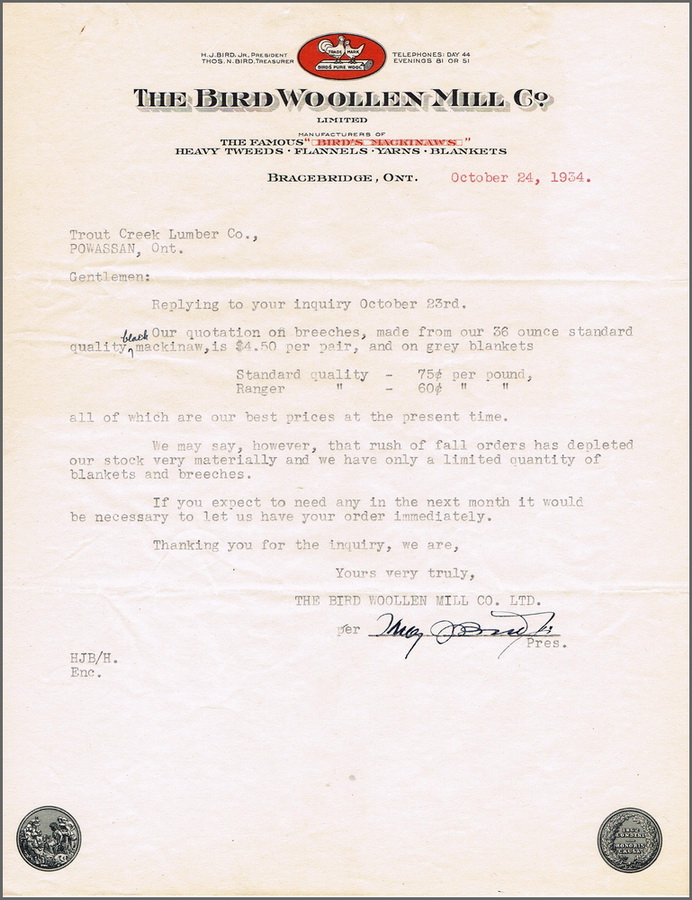 H.J. BIRD, JR., PRESIDENT
THOS. N. BIRD, TREASURER
TRADE MARK
BIRD'S PURE WOOL
TELEPHONES: DAY 44
EVENINGS 81 OR 51
THE BIRD WOOLLEN MILL CO.
LIMITED
MANUFACTURERS OF
THE FAMOUS "BIRD'S MACKINAWS"
HEAVY TWEEDS · FLANNELS · YARNS · BLANKETS
BRACEBRIDGE, ONT. October 24, 1934.
Trout Creek Lumber Co.,
POWASSAN, Ont.
Gentlemen:
Replying to your inquiry October 23rd.
Our quotation on breeches, made from our 36 ounce standard
black
quality, mackinaw, is $4.50 per pair, and on grey blankets
Standard quality - 75¢ per pound,
Ranger " - 60¢ " "
all of which are our best prices at the present time.
We may say, however, that rush of fall orders has depleted
our stock very materially and we have only a limited quantity of
blankets and breeches.
If you expect to need any in the next month it would
be necessary to let us have your order immediately.
Thanking you for the inquiry, we are,
Yours very truly,
THE BIRD WOOLLEN MILL CO. LTD.
per
Pres.
HJB/H.
Enc.
1862
LONDINI
HONORIS
CAUSA